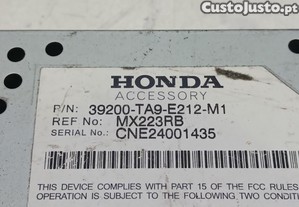 CustoJusto.pt
HONDA
ACCESSORY
P/N: 39200-TA9-E212-M1
REF No: MX223RB
SERIAL No.: CNE24001435
THIS DEVICE COMPLIES WITH PART 15 OF THE FCC RULES
OPERATION IS SUBJECT TO THE FOLLOWING TWO CONDIT